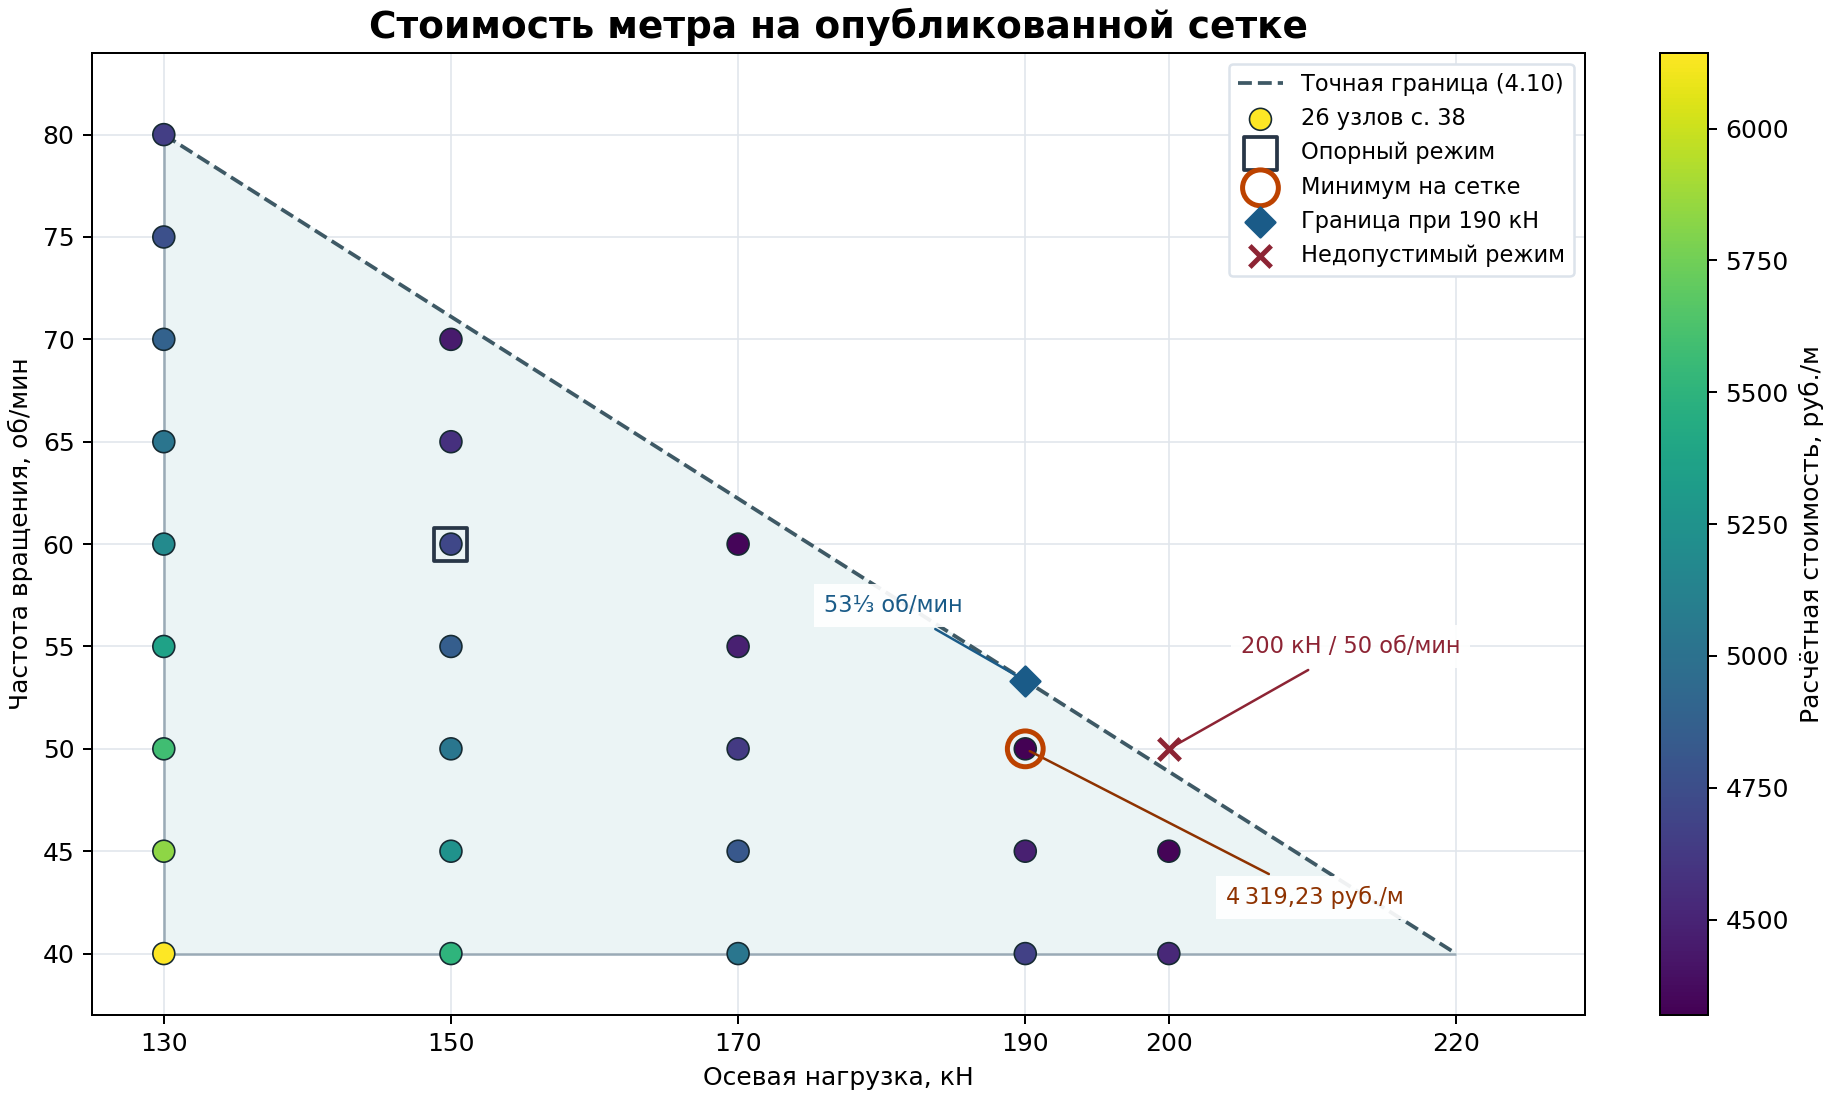 Стоимость метра на опубликованной сетке
Точная граница (4.10)
26 узлов с. 38
Опорный режим
Минимум на сетке
Граница при 190 кН
Недопустимый режим
Частота вращения, об/мин
80
75
70
65
60
55
50
45
40
53⅓ об/мин
200 кН / 50 об/мин
4 319,23 руб./м
130
150
170
190
200
220
Осевая нагрузка, кН
6000
5750
5500
5250
5000
4750
4500
Расчётная стоимость, руб./м